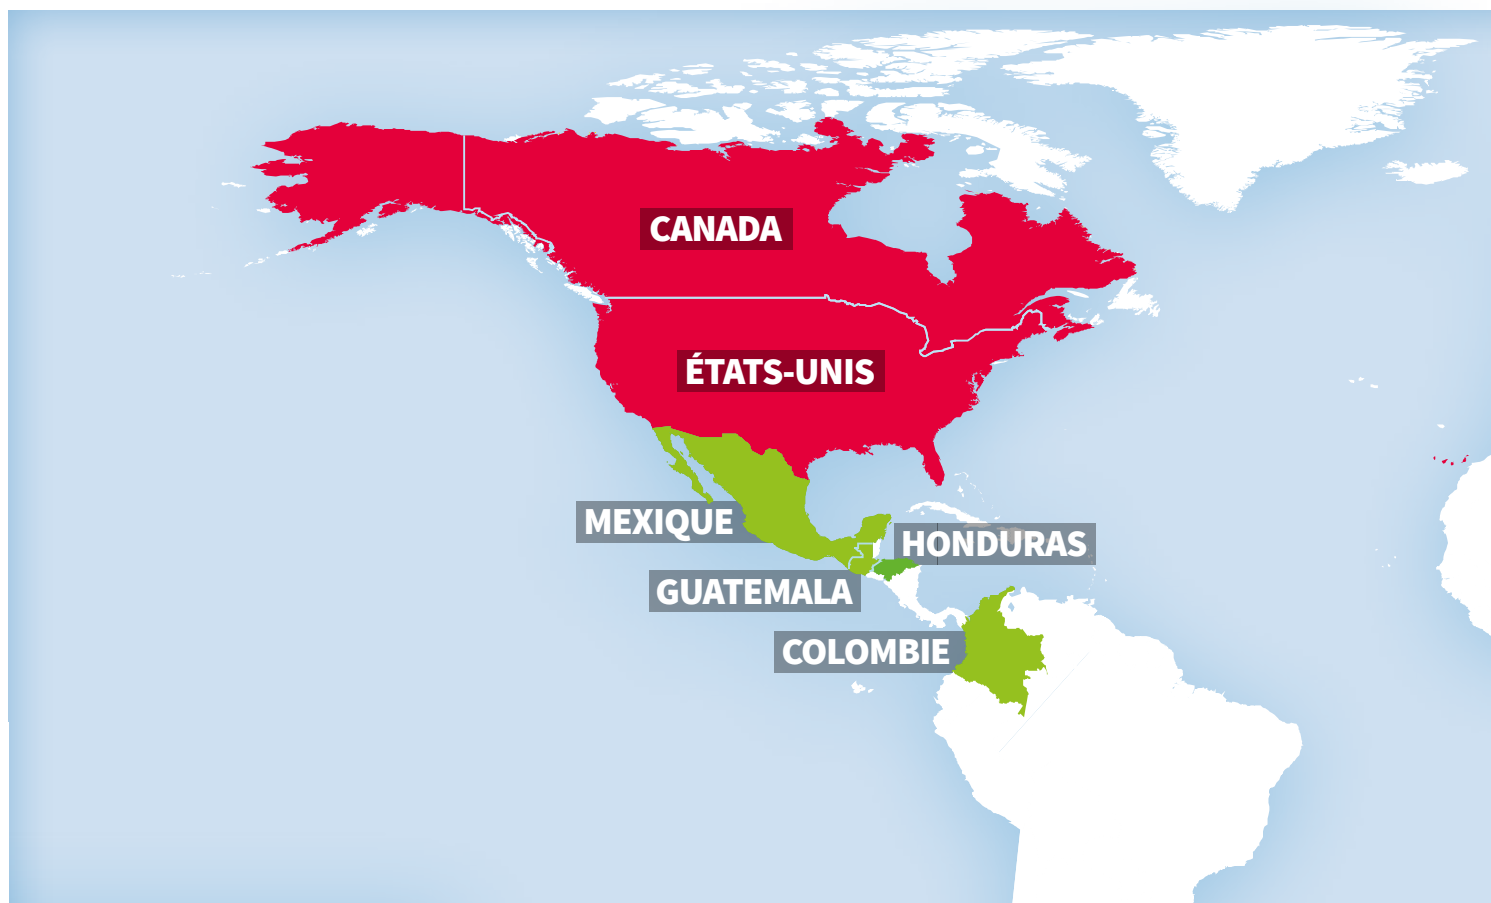 CANADA
ÉTATS-UNIS
MEXIQUE
HONDURAS
GUATEMALA
COLOMBIE